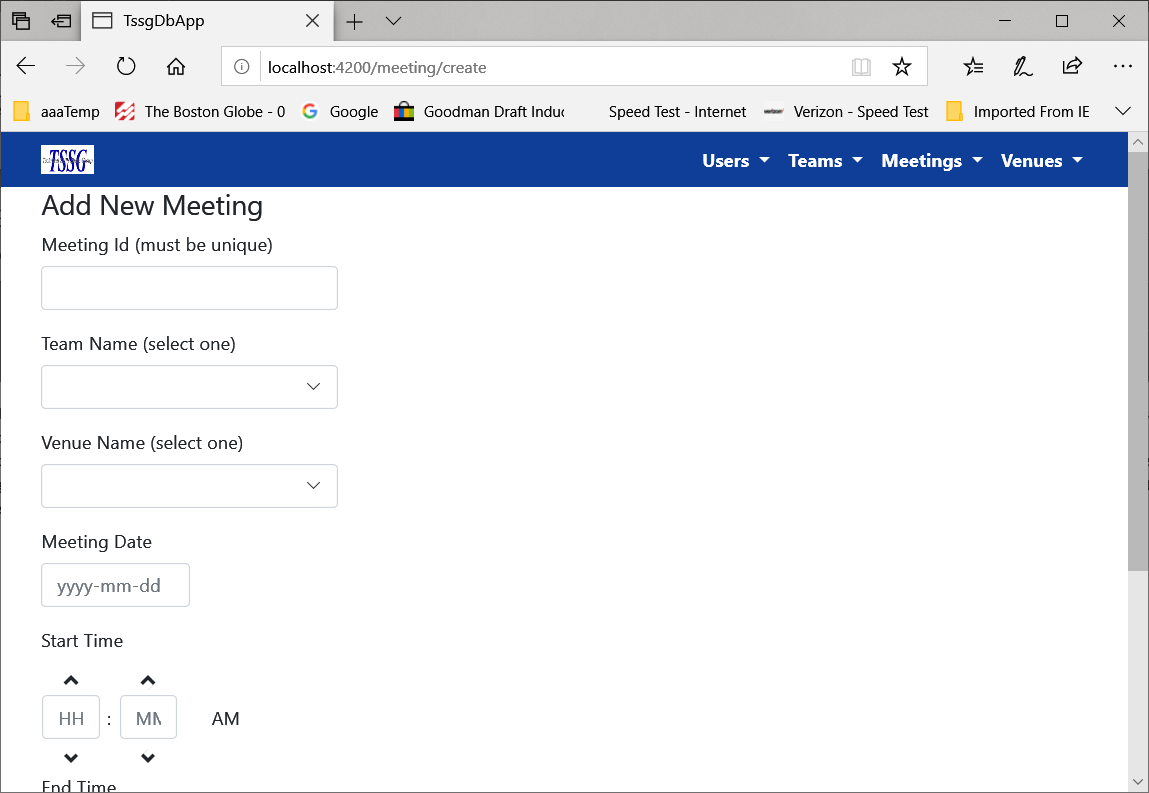 TssgDbApp
localhost:4200/meeting/create
aaaTemp The Boston Globe - 0 Google Goodman Draft Induc Speed Test - Internet Verizon - Speed Test Imported From IE
TSSG Users Teams Meetings Venues
Add New Meeting
Meeting Id (must be unique)
Team Name (select one)
Venue Name (select one)
Meeting Date
yyyy-mm-dd
Start Time
HH : MM AM
End Time